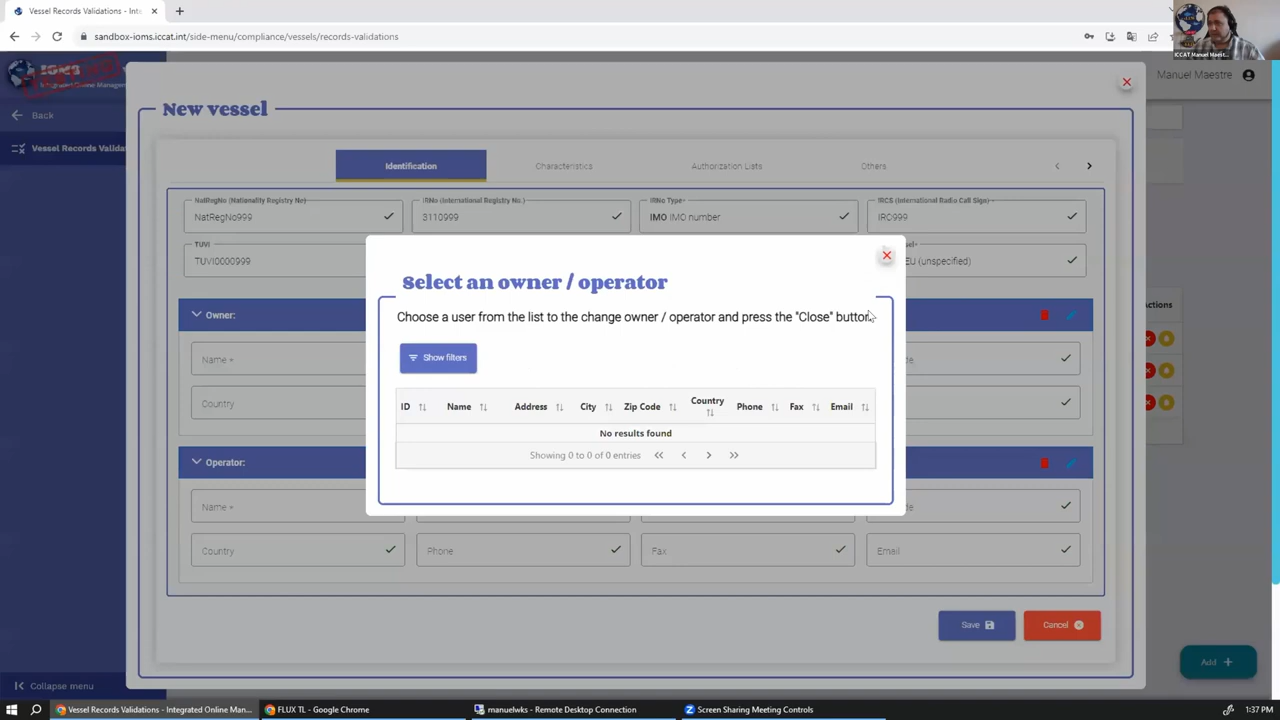 Vessel Records Validations - Inte
sandbox-ioms.iccat.int/side-menu/compliance/vessels/records-validations
ICCAT Manuel Maestr...
Manuel Maestre
Back
Vessel Records Valida
New vessel
Identification
Characteristics
Authorization Lists
Others
NatRegNo (Nationality Registry No)
NatRegNo999
IRNo (International Registry No.)
3110999
IRNo Type*
IMO IMO number
IRCS (International Radio Call Sign)*
IRC999
TUVI
TUVI0000999
EU (unspecified)
Owner:
Name *
Country
Operator:
Name *
Country
Phone
Fax
Email
Select an owner / operator
Choose a user from the list to the change owner / operator and press the "Close" button.
Show filters
ID
Name
Address
City
Zip Code
Country
Phone
Fax
Email
No results found
Showing 0 to 0 of 0 entries
Save
Cancel
Add
Collapse menu
Vessel Records Validations - Integrated Online Man...
FLUX TL - Google Chrome
manuelwks - Remote Desktop Connection
Screen Sharing Meeting Controls
1:37 PM